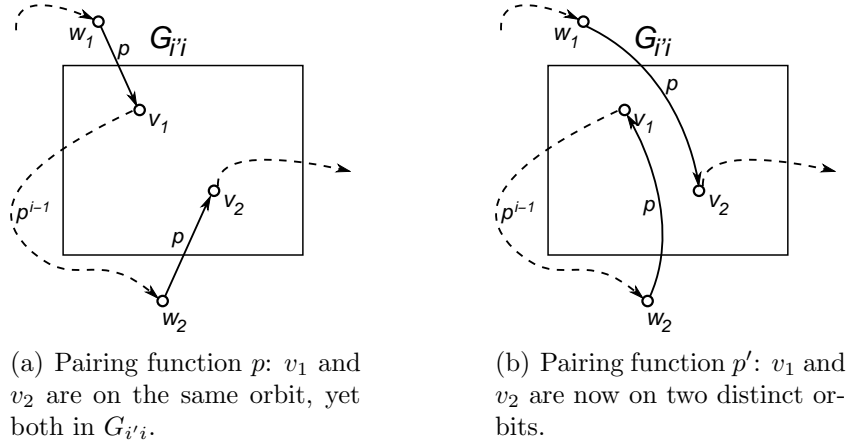 w₁
G_{i'i}
p
v₁
v₂
pⁱ⁻¹
p
w₂
(a) Pairing function p: v₁ and
v₂ are on the same orbit, yet
both in G_{i'i}.
w₁
G_{i'i}
p
v₁
v₂
pⁱ⁻¹
p
w₂
(b) Pairing function p′: v₁ and
v₂ are now on two distinct or-
bits.